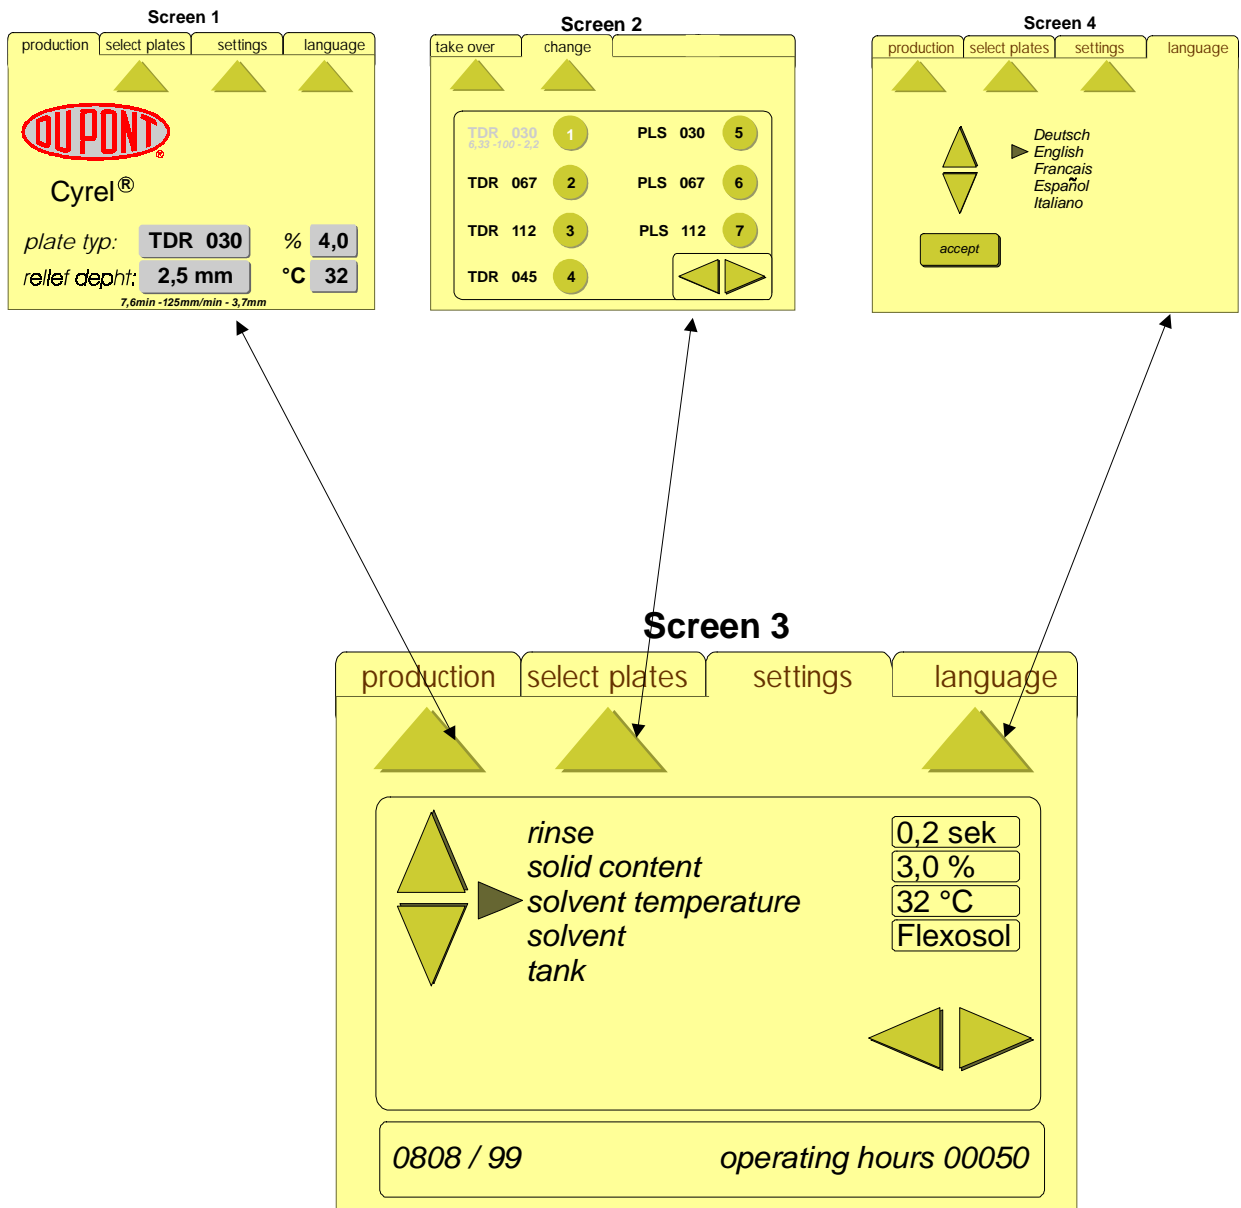 Screen 1
production select plates settings language
DU PONT ®
Cyrel®
plate typ: TDR 030 % 4,0
relief depht: 2,5 mm °C 32
7,6min -125mm/min - 3,7mm
Screen 2
take over change
TDR 030 1 PLS 030 5
6,33 -100 - 2,2
TDR 067 2 PLS 067 6
TDR 112 3 PLS 112 7
TDR 045 4
Screen 4
production select plates settings language
Deutsch
English
Francais
Español
Italiano
accept
Screen 3
production select plates settings language
rinse 0,2 sek
solid content 3,0 %
solvent temperature 32 °C
solvent Flexosol
tank
0808 / 99 operating hours 00050